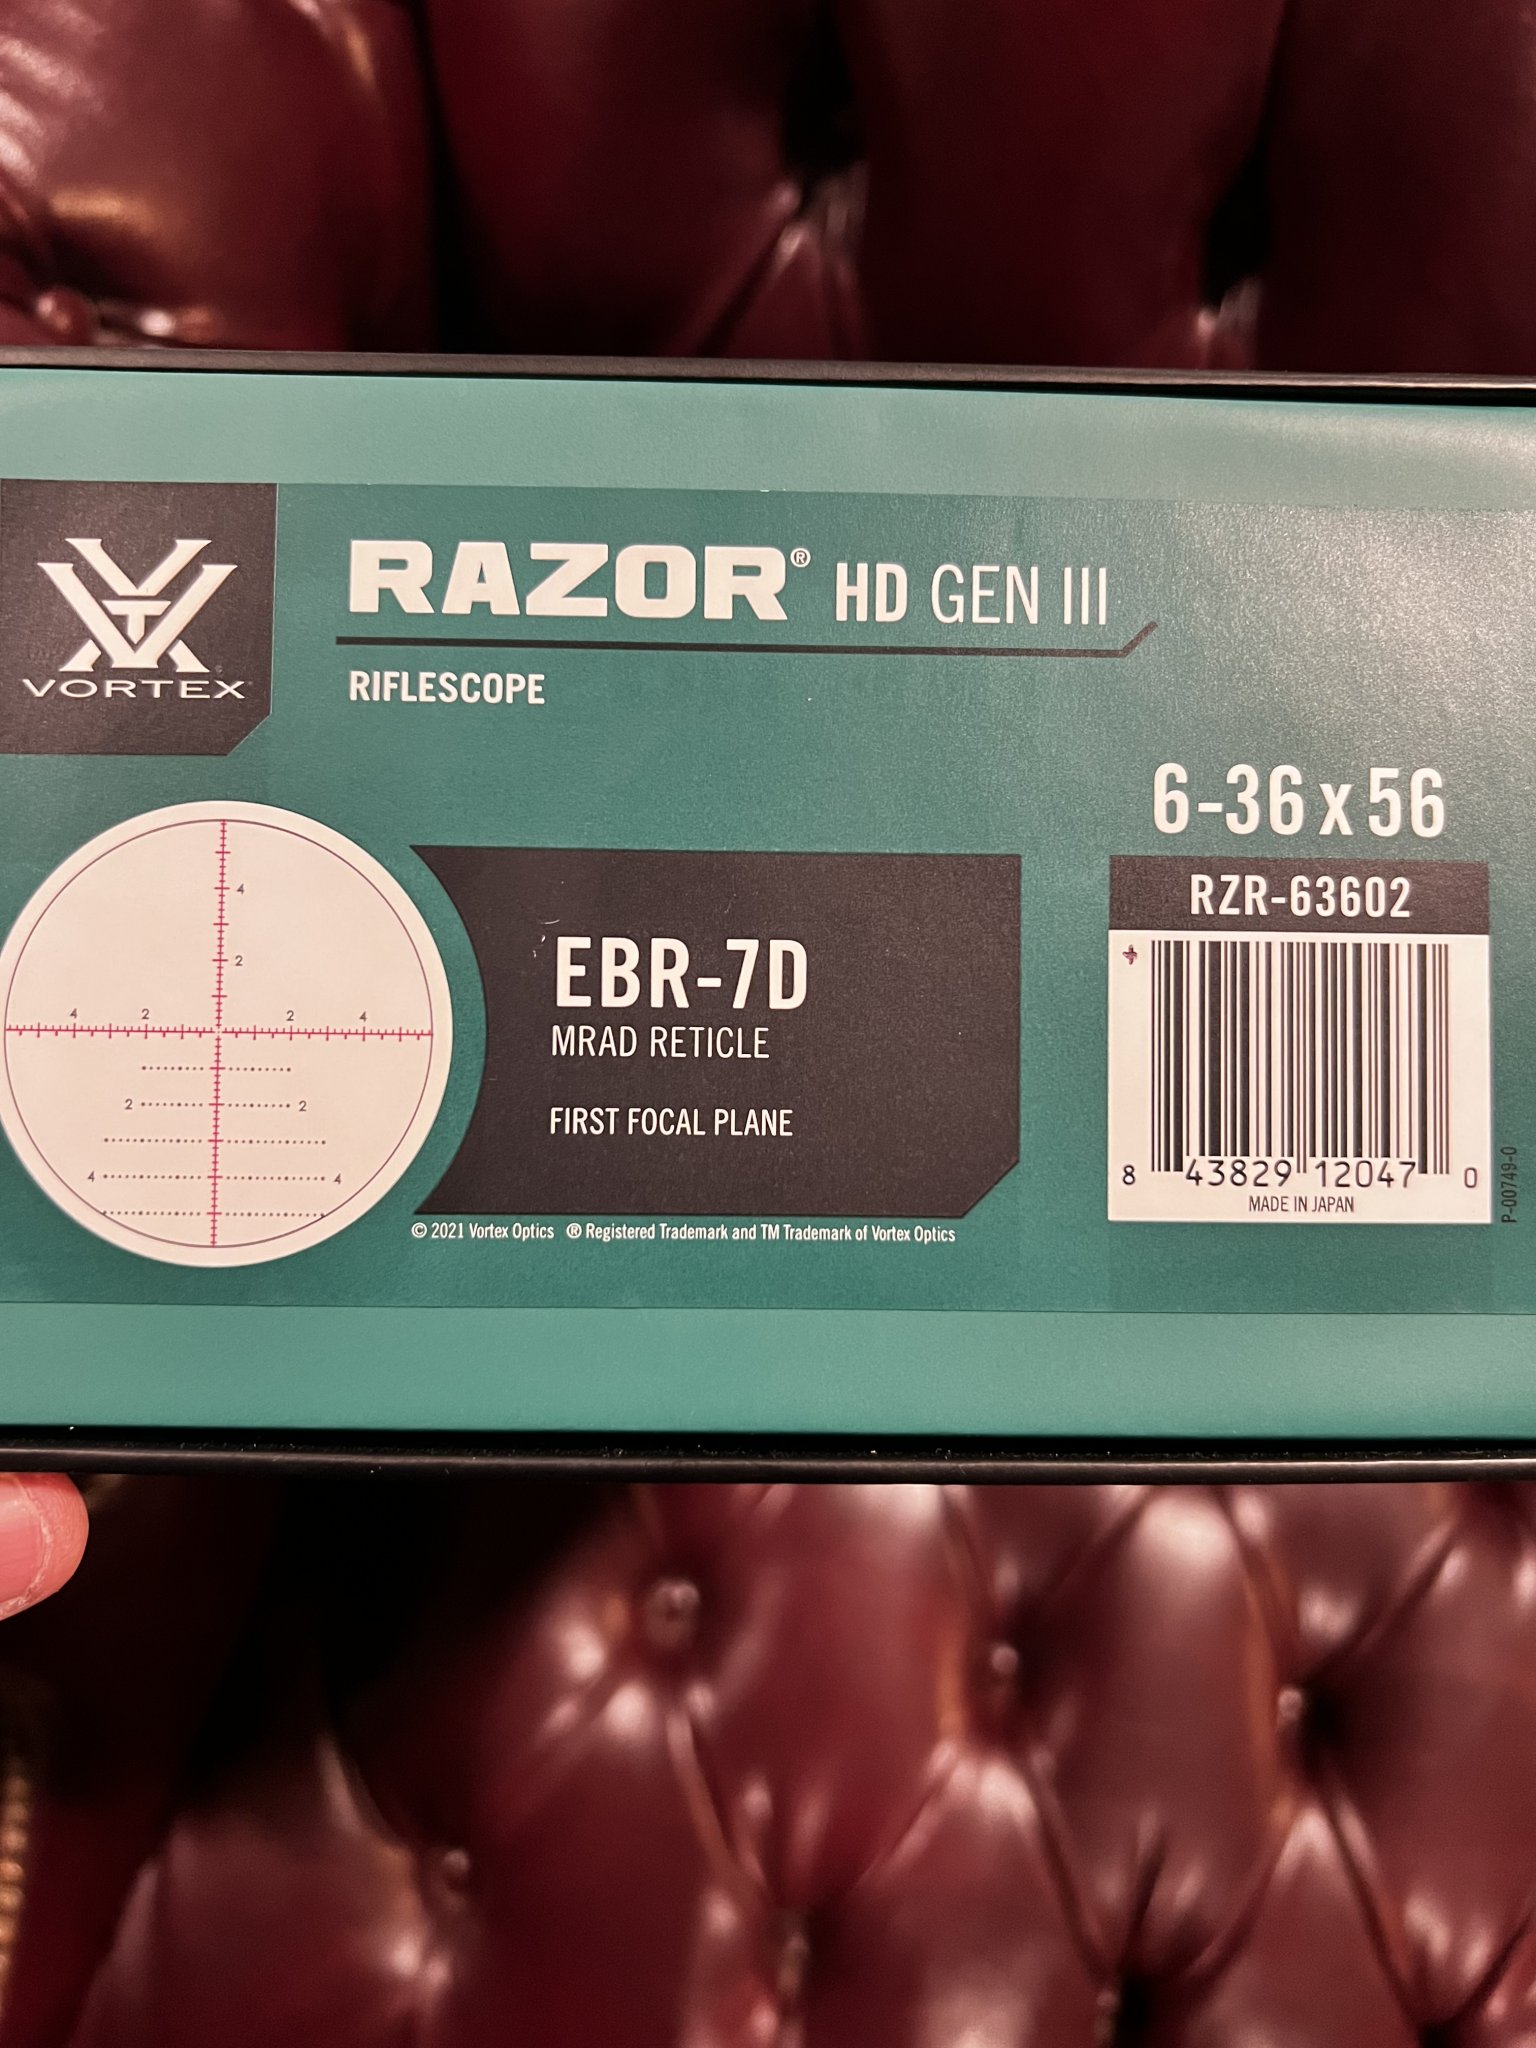 RAZOR® HD GEN III
VORTEX
RIFLESCOPE
6-36x56
RZR-63602
4
2
4 2 2 4
2 2
4 4
EBR-7D
MRAD RETICLE
FIRST FOCAL PLANE
8 43829 12047 0
MADE IN JAPAN
P-00749-0
© 2021 Vortex Optics ® Registered Trademark and TM Trademark of Vortex Optics